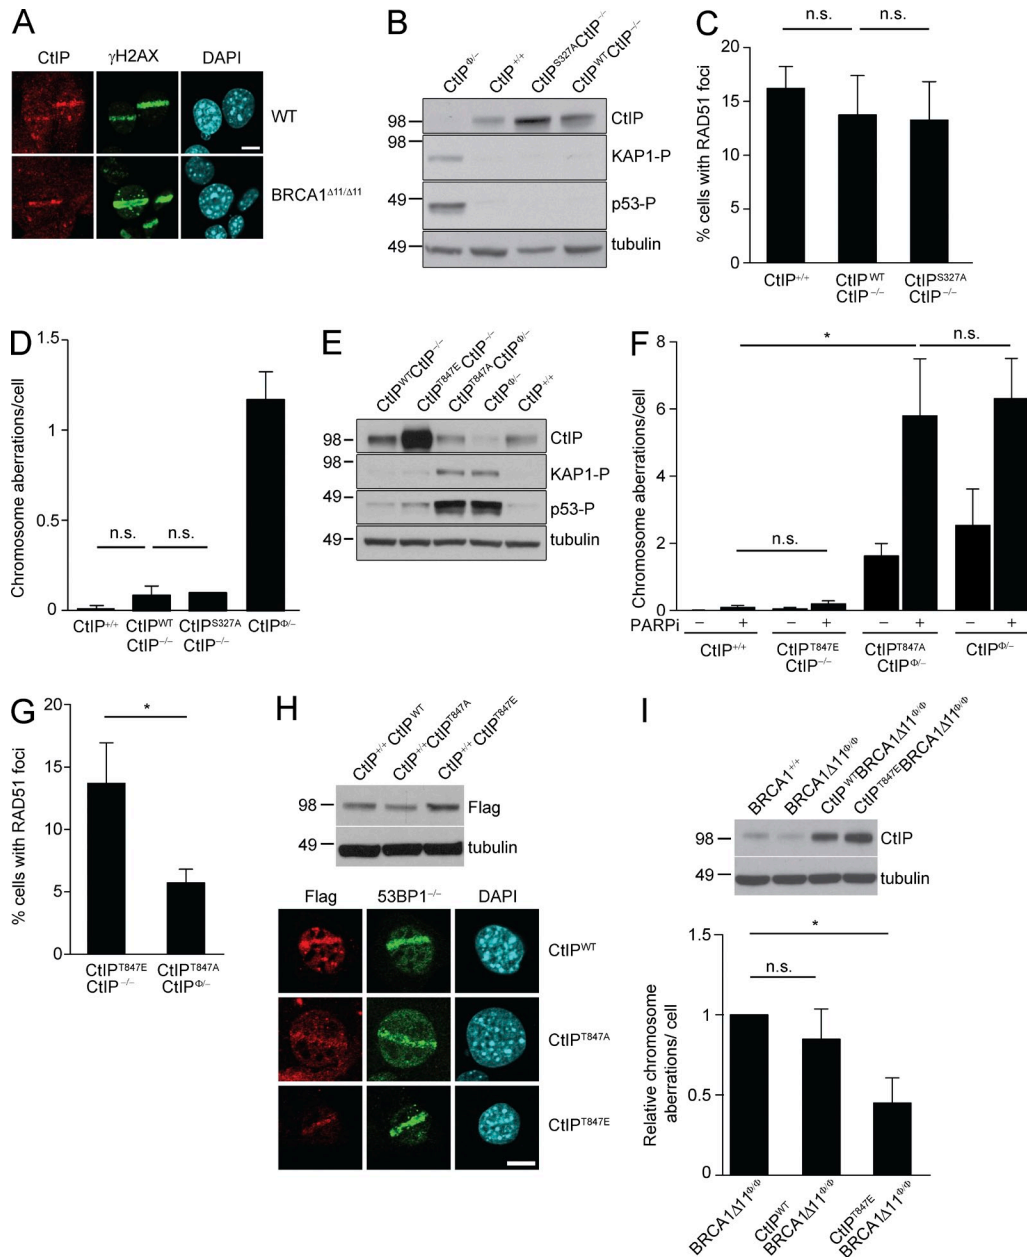 A
CtIP γH2AX DAPI
WT
BRCA1Δ11/Δ11
B
CtIPΦ/–
CtIP+/+
CtIPS327ACtIP–/–
CtIPWTCtIP–/–
98
CtIP
98
KAP1-P
49
p53-P
49
tubulin
C
n.s. n.s.
% cells with RAD51 foci
20
15
10
5
0
CtIP+/+
CtIPWT
CtIP–/–
CtIPS327A
CtIP–/–
D
Chromosome aberrations/cell
1.5
1
0.5
0
n.s. n.s.
CtIP+/+
CtIPWT
CtIP–/–
CtIPS327A
CtIP–/–
CtIPΦ/–
E
CtIPWTCtIP–/–
CtIPT847ECtIP–/–
CtIPT847ACtIPΦ/–
CtIPΦ/–
CtIP+/+
98
CtIP
98
KAP1-P
49
p53-P
49
tubulin
F
Chromosome aberrations/cell
8
6
4
2
0
* n.s.
n.s.
PARPi – + – + – + – +
CtIP+/+
CtIPT847E
CtIP–/–
CtIPT847A
CtIPΦ/–
CtIPΦ/–
G
% cells with RAD51 foci
20
15
10
5
0
*
CtIPT847E
CtIP–/–
CtIPT847A
CtIPΦ/–
H
CtIP+/+CtIPWT
CtIP+/+CtIPT847A
CtIP+/+CtIPT847E
98
Flag
49
tubulin
Flag 53BP1–/– DAPI
CtIPWT
CtIPT847A
CtIPT847E
I
BRCA1+/+
BRCA1Δ11Φ/Φ
CtIPWTBRCA1Δ11Φ/Φ
CtIPT847EBRCA1Δ11Φ/Φ
98
CtIP
49
tubulin
Relative chromosome
aberrations/ cell
1.5
1
0.5
0
*
n.s.
BRCA1Δ11Φ/Φ
CtIPWT
BRCA1Δ11Φ/Φ
CtIPT847E
BRCA1Δ11Φ/Φ